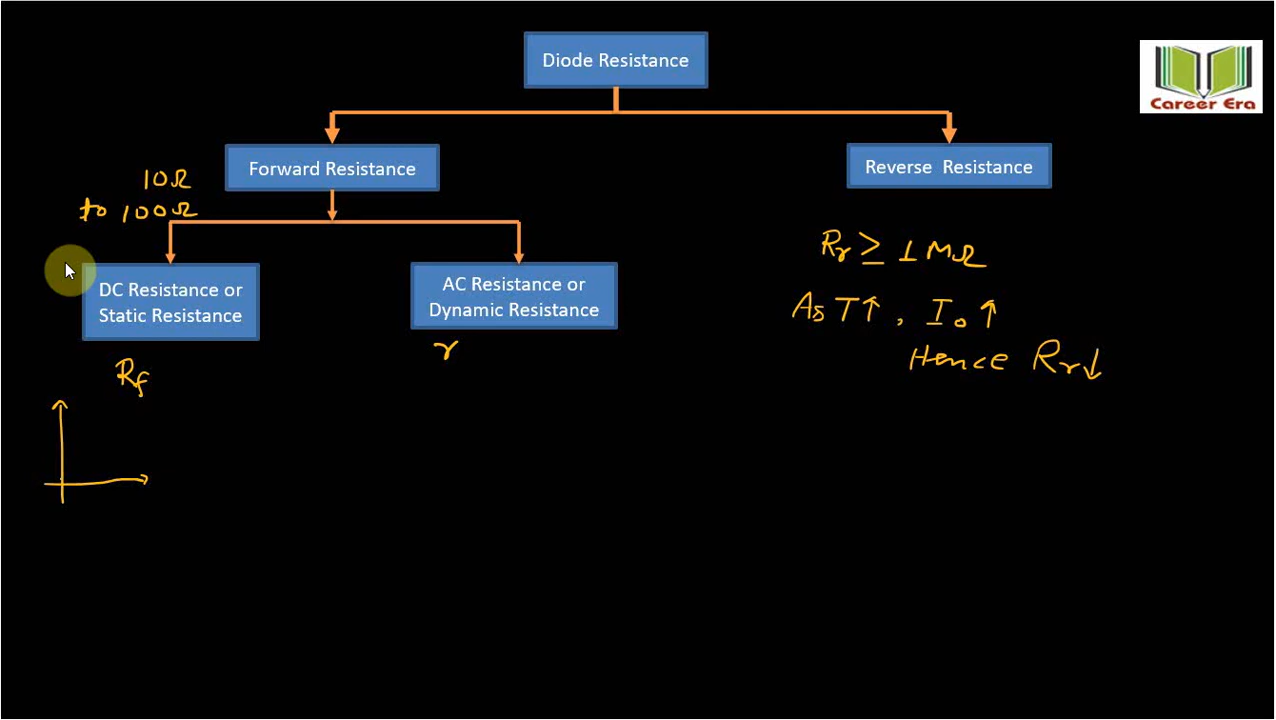 Diode Resistance
Career Era
Forward Resistance
Reverse Resistance
10Ω
to 100Ω
DC Resistance or
Static Resistance
AC Resistance or
Dynamic Resistance
Rf
r
Rr ≥ 1 MΩ
As T↑, Io ↑
Hence Rr↓